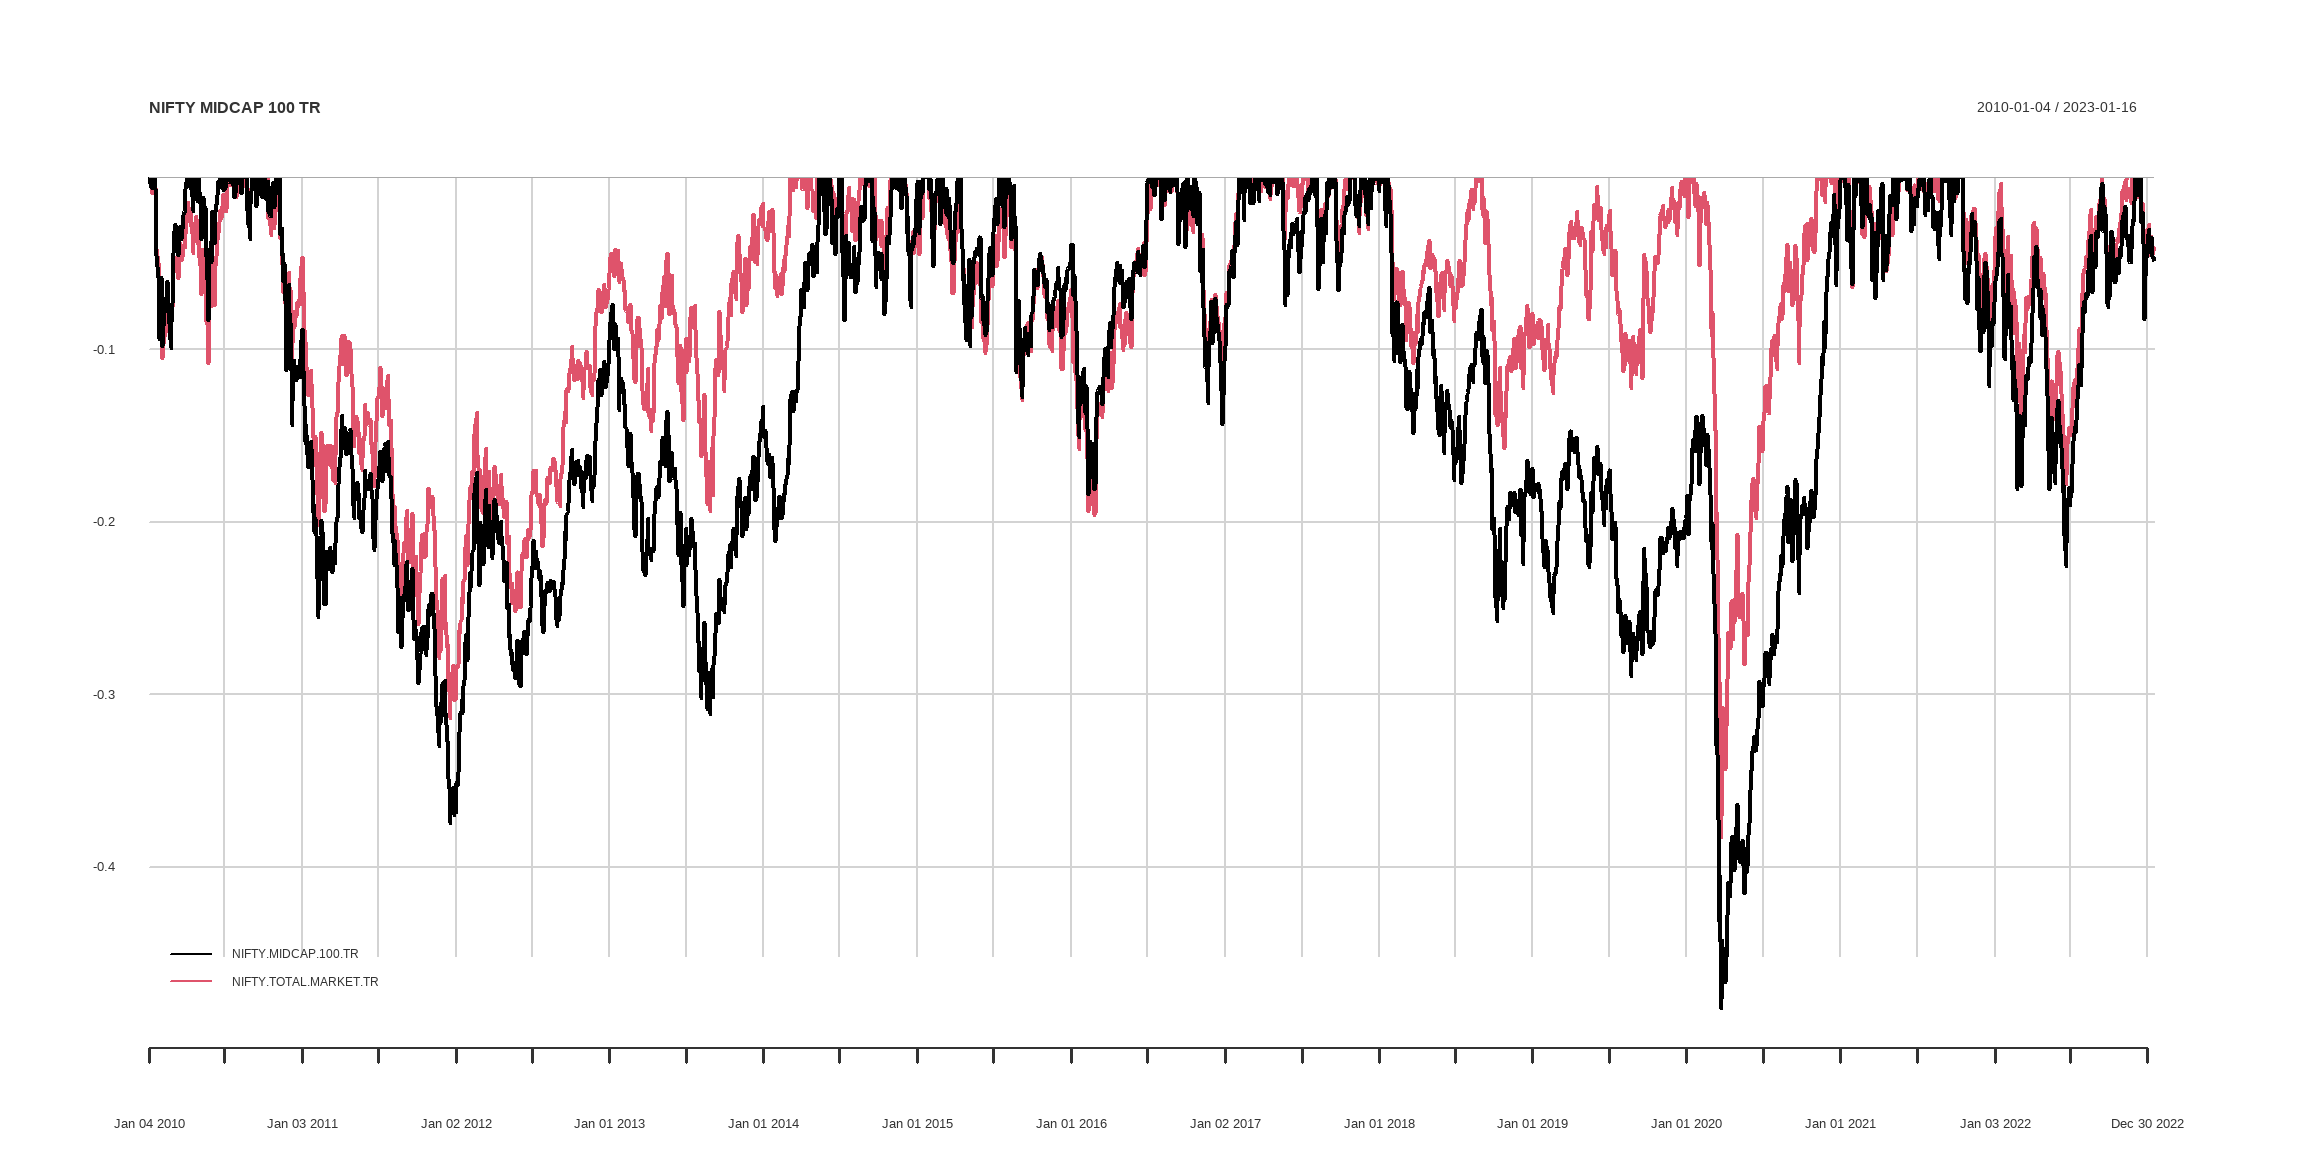 NIFTY MIDCAP 100 TR
2010-01-04 / 2023-01-16
-0.1
-0.2
-0.3
-0.4
NIFTY.MIDCAP.100.TR
NIFTY.TOTAL.MARKET.TR
Jan 04 2010 Jan 03 2011 Jan 02 2012 Jan 01 2013 Jan 01 2014 Jan 01 2015 Jan 01 2016 Jan 02 2017 Jan 01 2018 Jan 01 2019 Jan 01 2020 Jan 01 2021 Jan 03 2022 Dec 30 2022